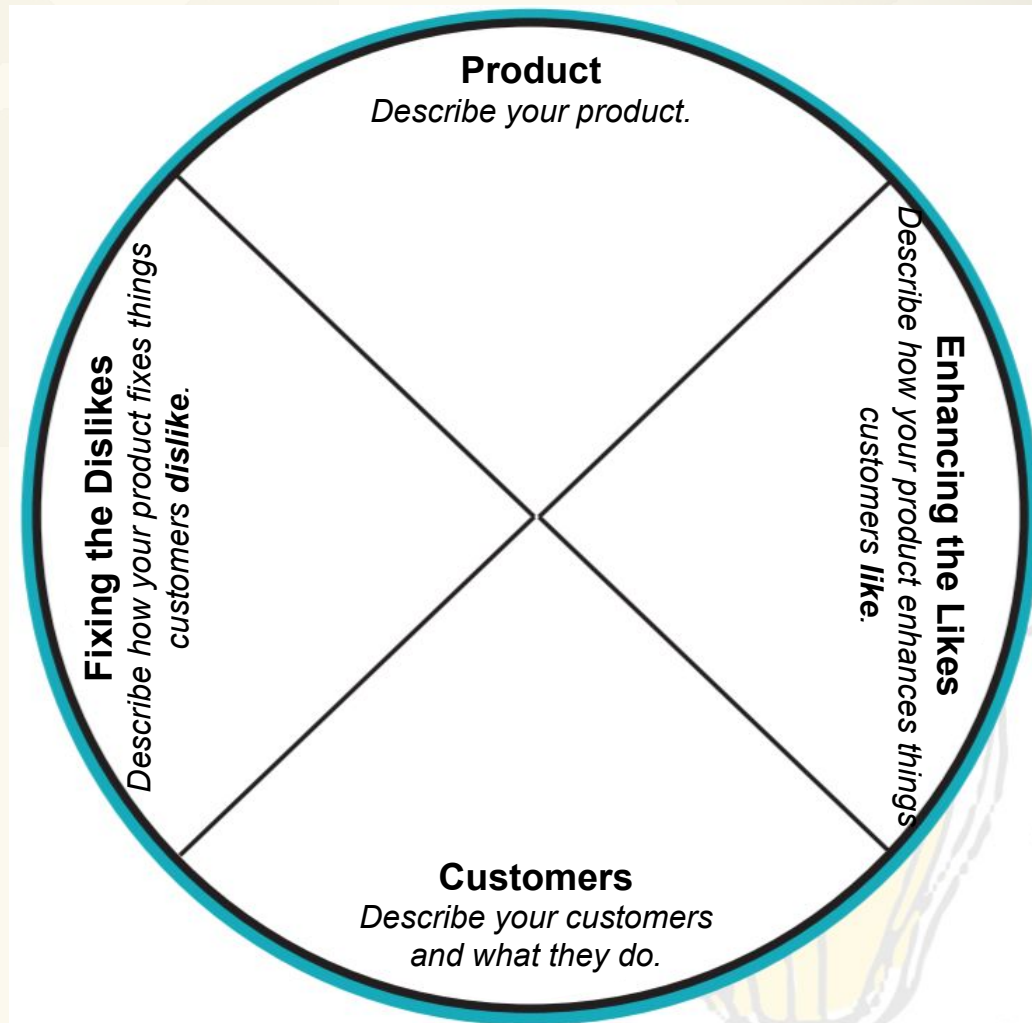 Product
Describe your product.
Fixing the Dislikes
Describe how your product fixes things
customers dislike.
Enhancing the Likes
Describe how your product enhances things
customers like.
Customers
Describe your customers
and what they do.